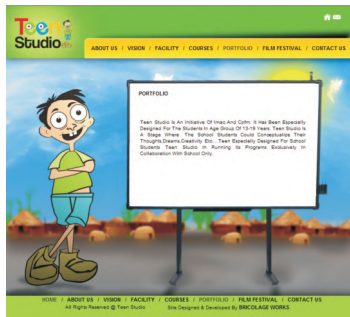 Teen
Studio
ABOUT US / VISION / FACILITY / COURSES / PORTFOLIO / FILM FESTIVAL / CONTACT US
PORTFOLIO
Teen Studio Is An Initiative Of Imac And Cpfm. It Has Been Especially
Designed For The Students In Age Group Of 13-19 Years. Teen Studio Is
A Stage Where The School Students Could Conceptualize Their
Thoughts,Dreams,Creativity Etc...Teen Especially Designed For School
Students Teen Studio In Running Its Programs Exclusively In
Collaboration With School Only.
HOME / ABOUT US / VISION / FACILITY / COURSES / PORTFOLIO / FILM FESTIVAL / CONTACT US
All Rights Reserved @ Teen Studio Site Designed & Developed By BRICOLAGE WORKS